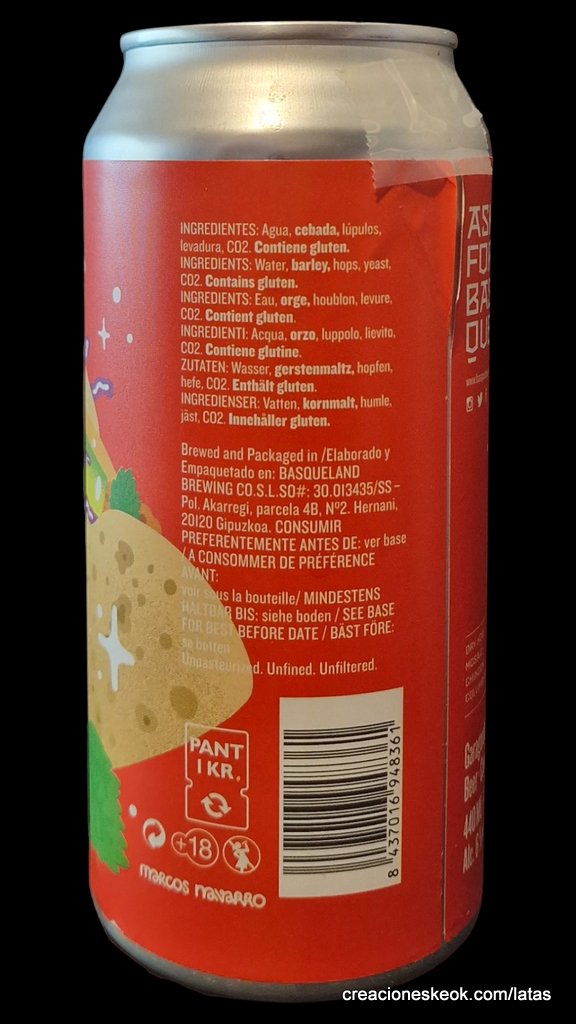 INGREDIENTES: Agua, cebada, lúpulos,
levadura, CO2. Contiene gluten.
INGREDIENTS: Water, barley, hops, yeast,
CO2. Contains gluten.
INGREDIENTS: Eau, orge, houblon, levure,
CO2. Contient gluten.
INGREDIENTI: Acqua, orzo, luppolo, lievito,
CO2. Contiene glutine.
ZUTATEN: Wasser, gerstenmaltz, hopfen,
hefe, CO2. Enthält gluten.
INGREDIENSER: Vatten, kornmalt, humle,
jäst, CO2. Innehåller gluten.
Brewed and Packaged in /Elaborado y
Empaquetado en: BASQUELAND
BREWING CO.S.L.SO#: 30.013435/SS –
Pol. Akarregi, parcela 4B, Nº2. Hernani,
20120 Gipuzkoa. CONSUMIR
PREFERENTEMENTE ANTES DE: ver base
/ A CONSOMMER DE PRÉFÉRENCE
AVANT:
voir sous la bouteille/ MINDESTENS
HALTBAR BIS: siehe boden / SEE BASE
FOR BEST BEFORE DATE / BÄST FÖRE:
se botten
Unpasteurized. Unfined. Unfiltered.
PANT
1 KR.
+18
marcos navarro
8 437016 948361
AS
FO
BA
QU
440
Alc.
creacioneskeok.com/latas